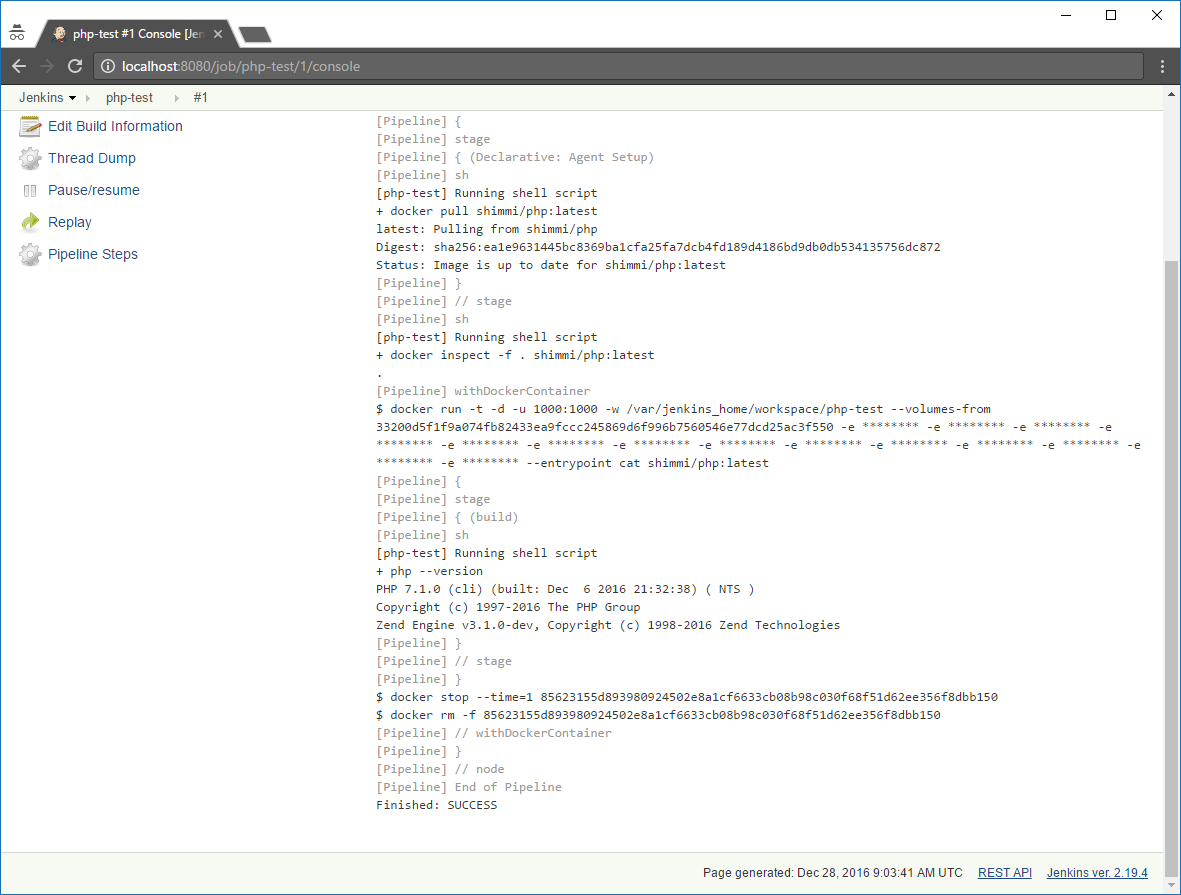 php-test #1 Console [Jen
localhost:8080/job/php-test/1/console
Jenkins php-test #1
Edit Build Information
Thread Dump
Pause/resume
Replay
Pipeline Steps
[Pipeline] {
[Pipeline] stage
[Pipeline] { (Declarative: Agent Setup)
[Pipeline] sh
[php-test] Running shell script
+ docker pull shimmi/php:latest
latest: Pulling from shimmi/php
Digest: sha256:ea1e9631445bc8369ba1cfa25fa7dcb4fd189d4186bd9db0db534135756dc872
Status: Image is up to date for shimmi/php:latest
[Pipeline] }
[Pipeline] // stage
[Pipeline] sh
[php-test] Running shell script
+ docker inspect -f . shimmi/php:latest
.
[Pipeline] withDockerContainer
$ docker run -t -d -u 1000:1000 -w /var/jenkins_home/workspace/php-test --volumes-from
33200d5f1f9a074fb82433ea9fccc245869d6f996b7560546e77dcd25ac3f550 -e ******** -e ******** -e ******** -e
******** -e ******** -e ******** -e ******** -e ******** -e ******** -e ******** -e ******** -e ******** -e
******** -e ******** --entrypoint cat shimmi/php:latest
[Pipeline] {
[Pipeline] stage
[Pipeline] { (build)
[Pipeline] sh
[php-test] Running shell script
+ php --version
PHP 7.1.0 (cli) (built: Dec  6 2016 21:32:38) ( NTS )
Copyright (c) 1997-2016 The PHP Group
Zend Engine v3.1.0-dev, Copyright (c) 1998-2016 Zend Technologies
[Pipeline] }
[Pipeline] // stage
[Pipeline] }
$ docker stop --time=1 85623155d893980924502e8a1cf6633cb08b98c030f68f51d62ee356f8dbb150
$ docker rm -f 85623155d893980924502e8a1cf6633cb08b98c030f68f51d62ee356f8dbb150
[Pipeline] // withDockerContainer
[Pipeline] }
[Pipeline] // node
[Pipeline] End of Pipeline
Finished: SUCCESS
Page generated: Dec 28, 2016 9:03:41 AM UTC REST API Jenkins ver. 2.19.4